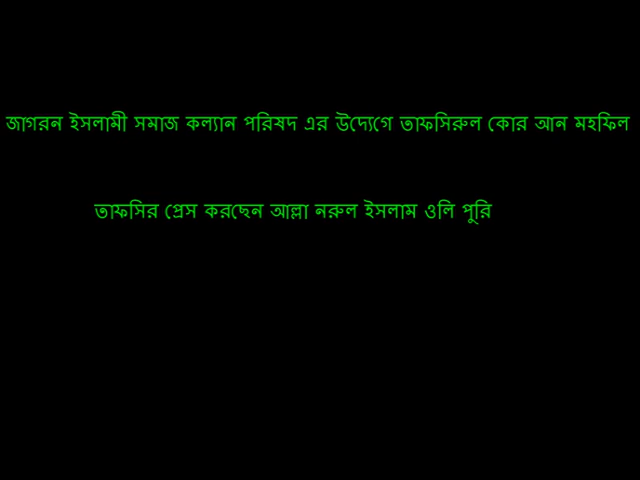 জাগরন ইসলামী সমাজ কল্যান পরিষদ এর উদ্যেগে তাফসিরুল কোর আন মহফিল
তাফসির প্রেস করছেন আল্লা নরুল ইসলাম ওলি পুরি